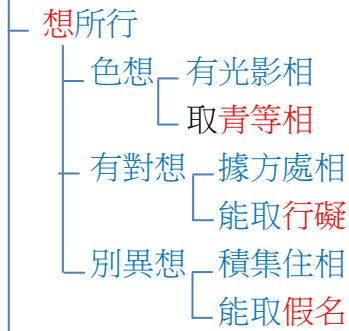 想所行
色想
有光影相
取青等相
有對想
據方處相
能取行礙
別異想
積集住相
能取假名